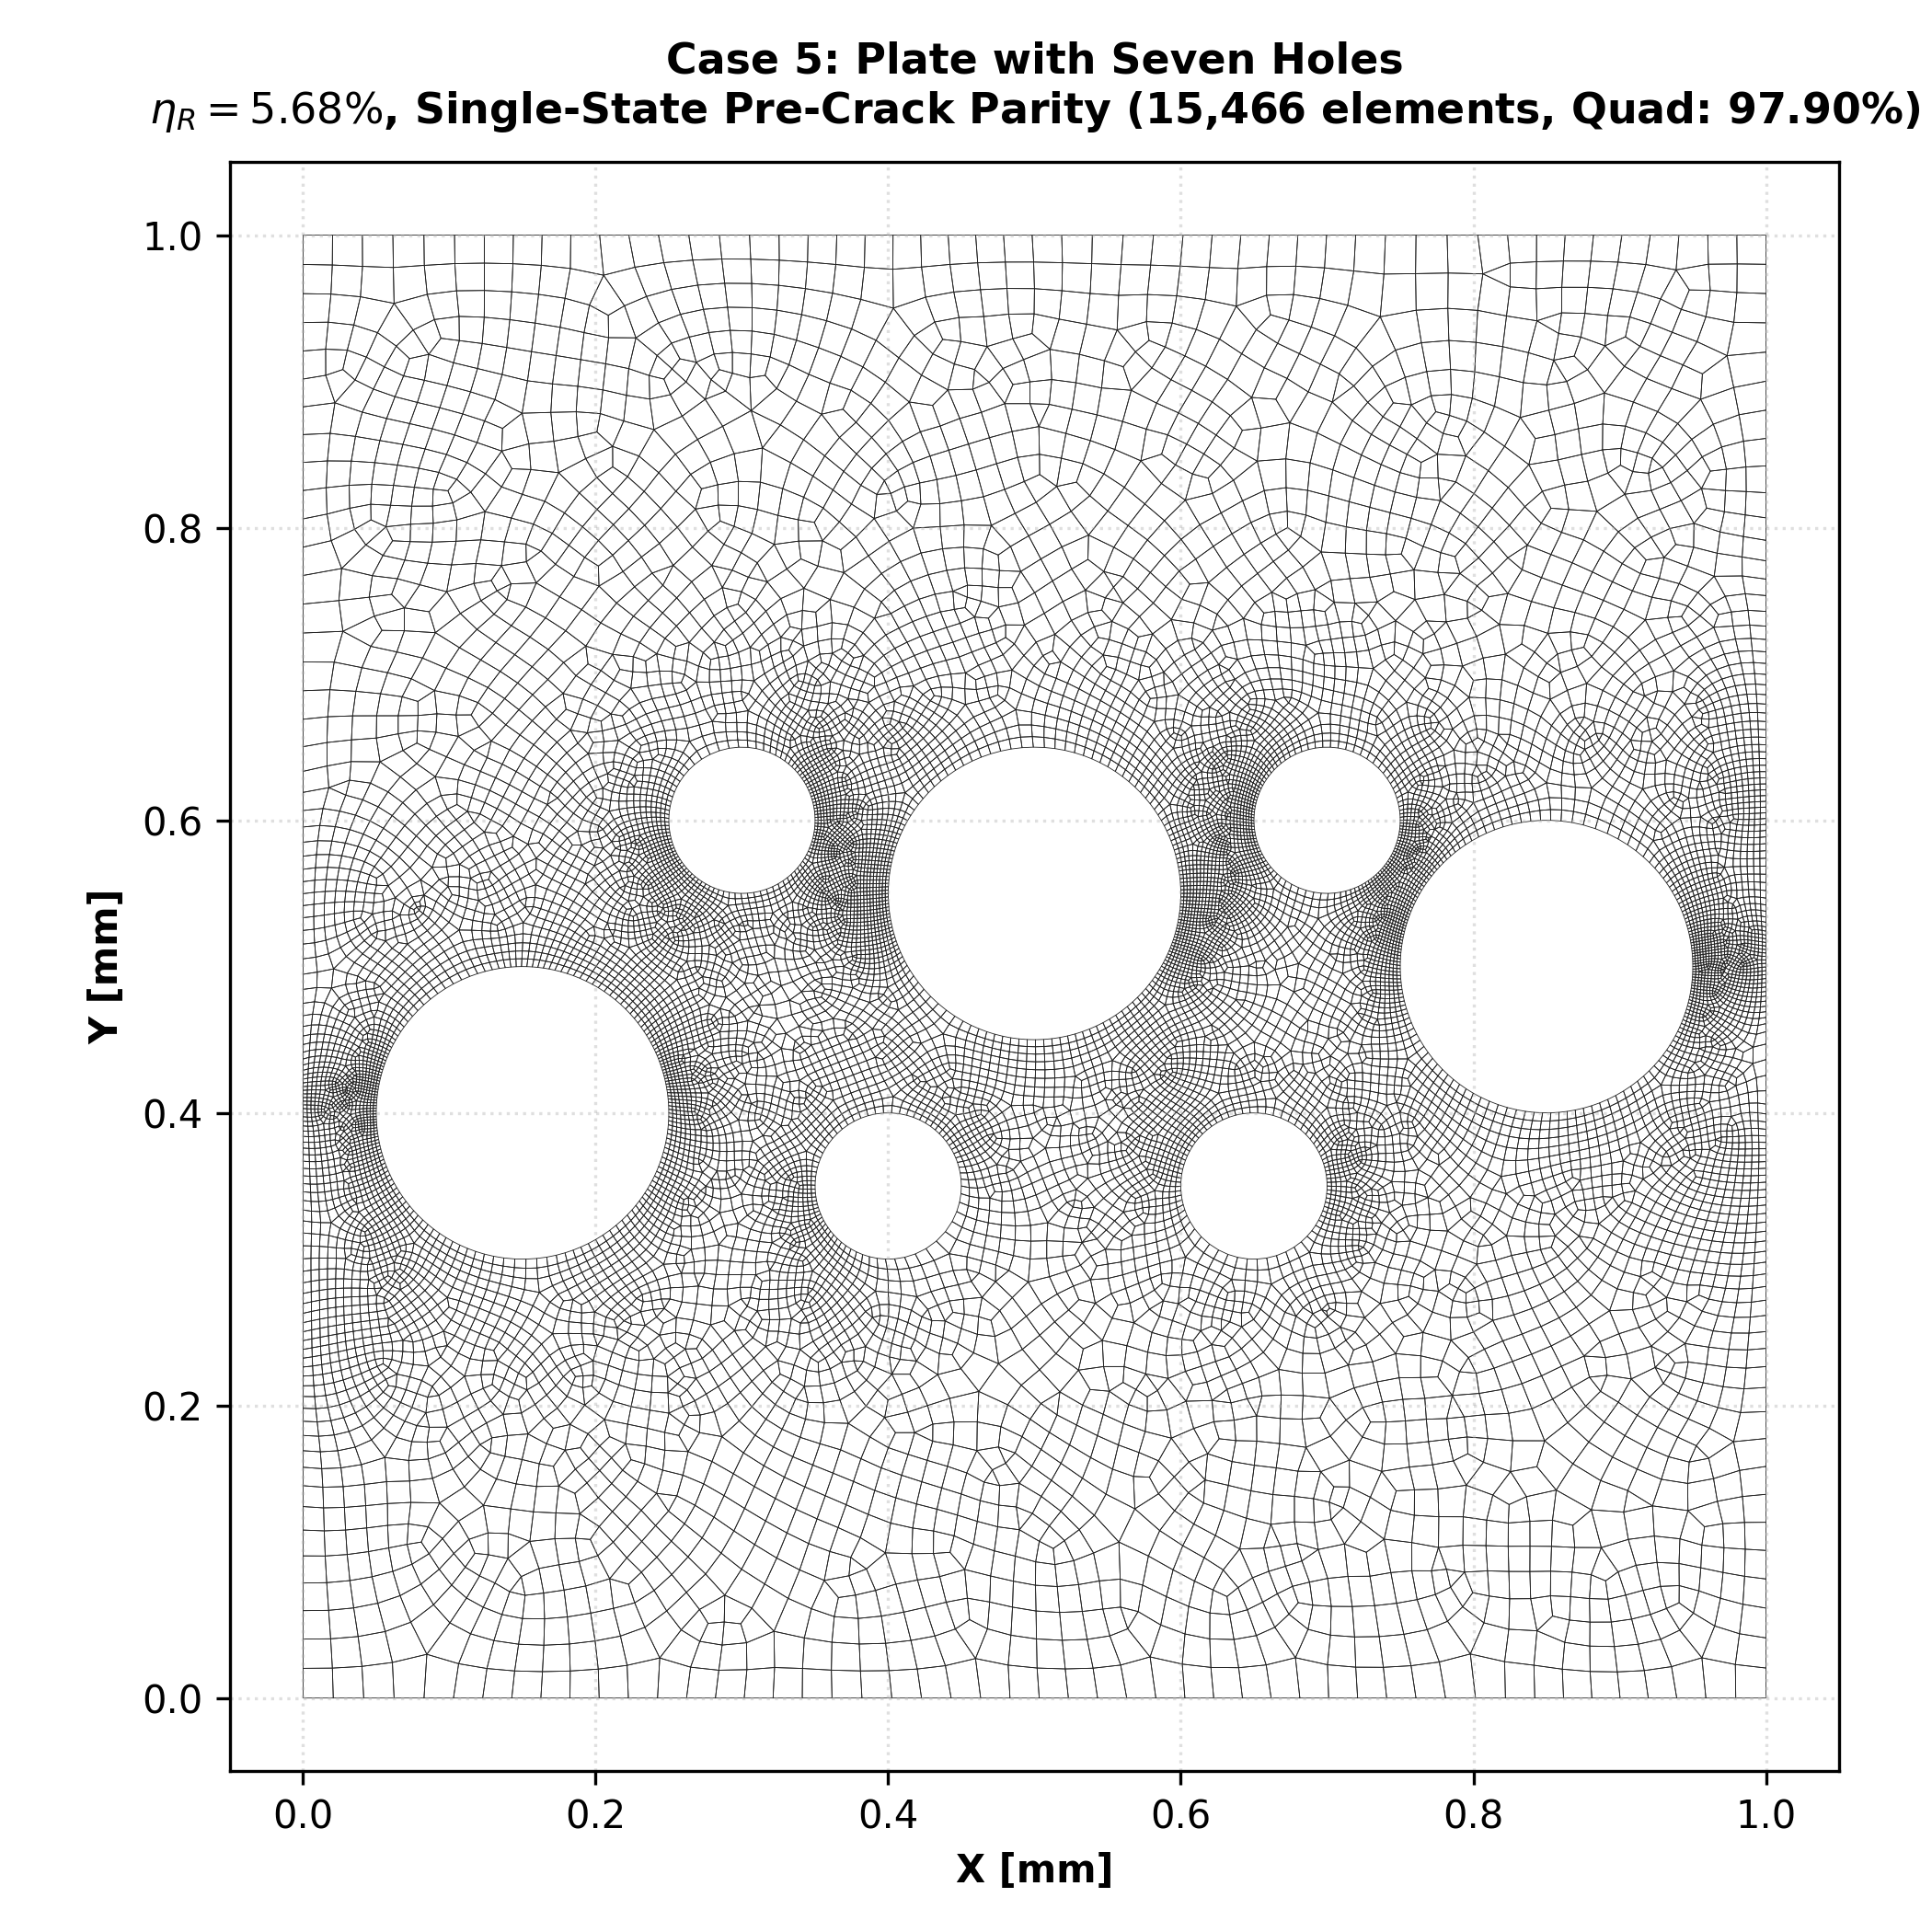 Case 5: Plate with Seven Holes
η_R = 5.68%, Single-State Pre-Crack Parity (15,466 elements, Quad: 97.90%)
Y [mm]
1.0
0.8
0.6
0.4
0.2
0.0
0.0 0.2 0.4 0.6 0.8 1.0
X [mm]